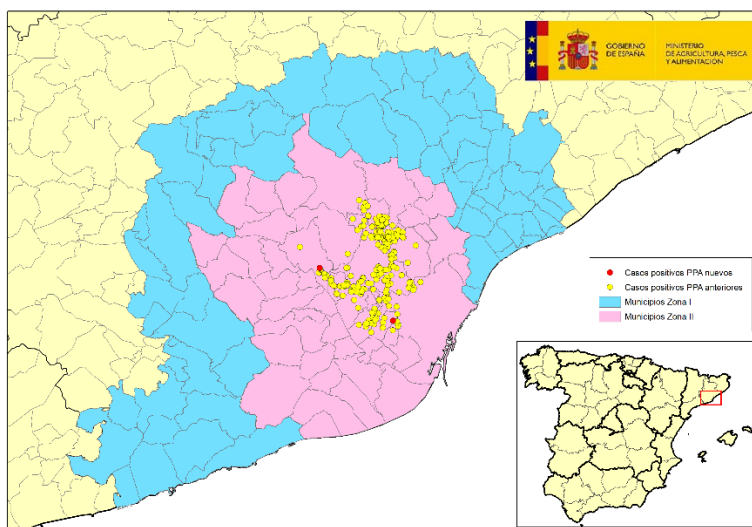 GOBIERNO
DE ESPAÑA
MINISTERIO
DE AGRICULTURA, PESCA
Y ALIMENTACIÓN
Casos positivos PPA nuevos
Casos positivos PPA anteriores
Municipios Zona I
Municipios Zona II